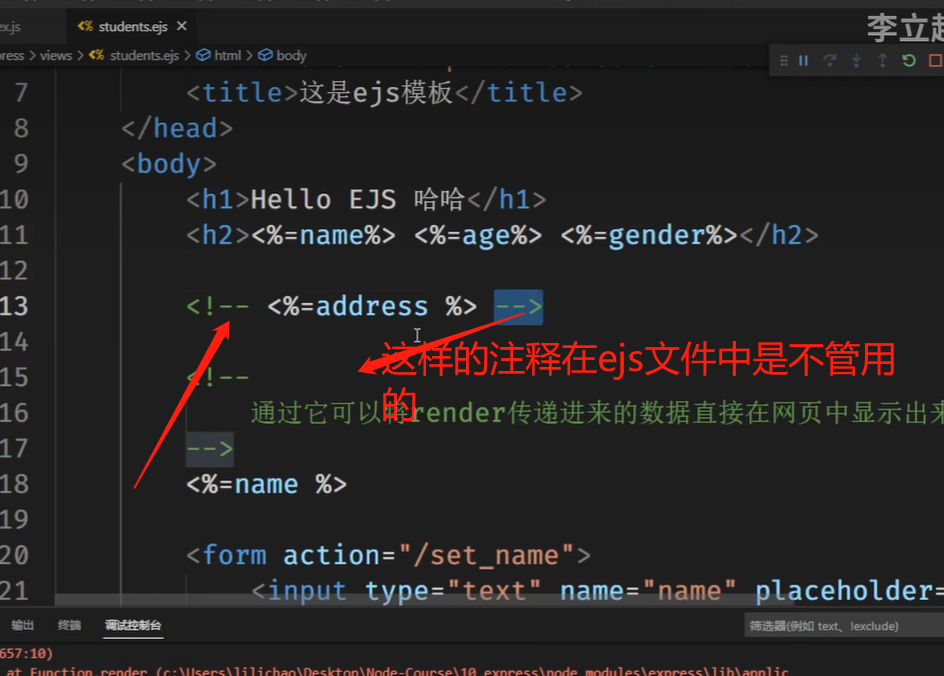 ex.js students.ejs × 李立超
ress > views > <% students.ejs > html > body
7 <title>这是ejs模板</title>
8 </head>
9 <body>
10 <h1>Hello EJS 哈哈</h1>
11 <h2><%=name%> <%=age%> <%=gender%></h2>
12
13 <!-- <%=address %> -->
14
这样的注释在ejs文件中是不管用
的
15 <!--
16 通过它可以将render传递进来的数据直接在网页中显示出来
17 -->
18 <%=name %>
19
20 <form action="/set_name">
21 <input type="text" name="name" placeholder=
输出 终端 调试控制台 筛选器(例如 text、!exclude)
657:10)
at Function.render (c:\Users\lilichao\Desktop\Node-Course\10_express\node_modules\express\lib\applic